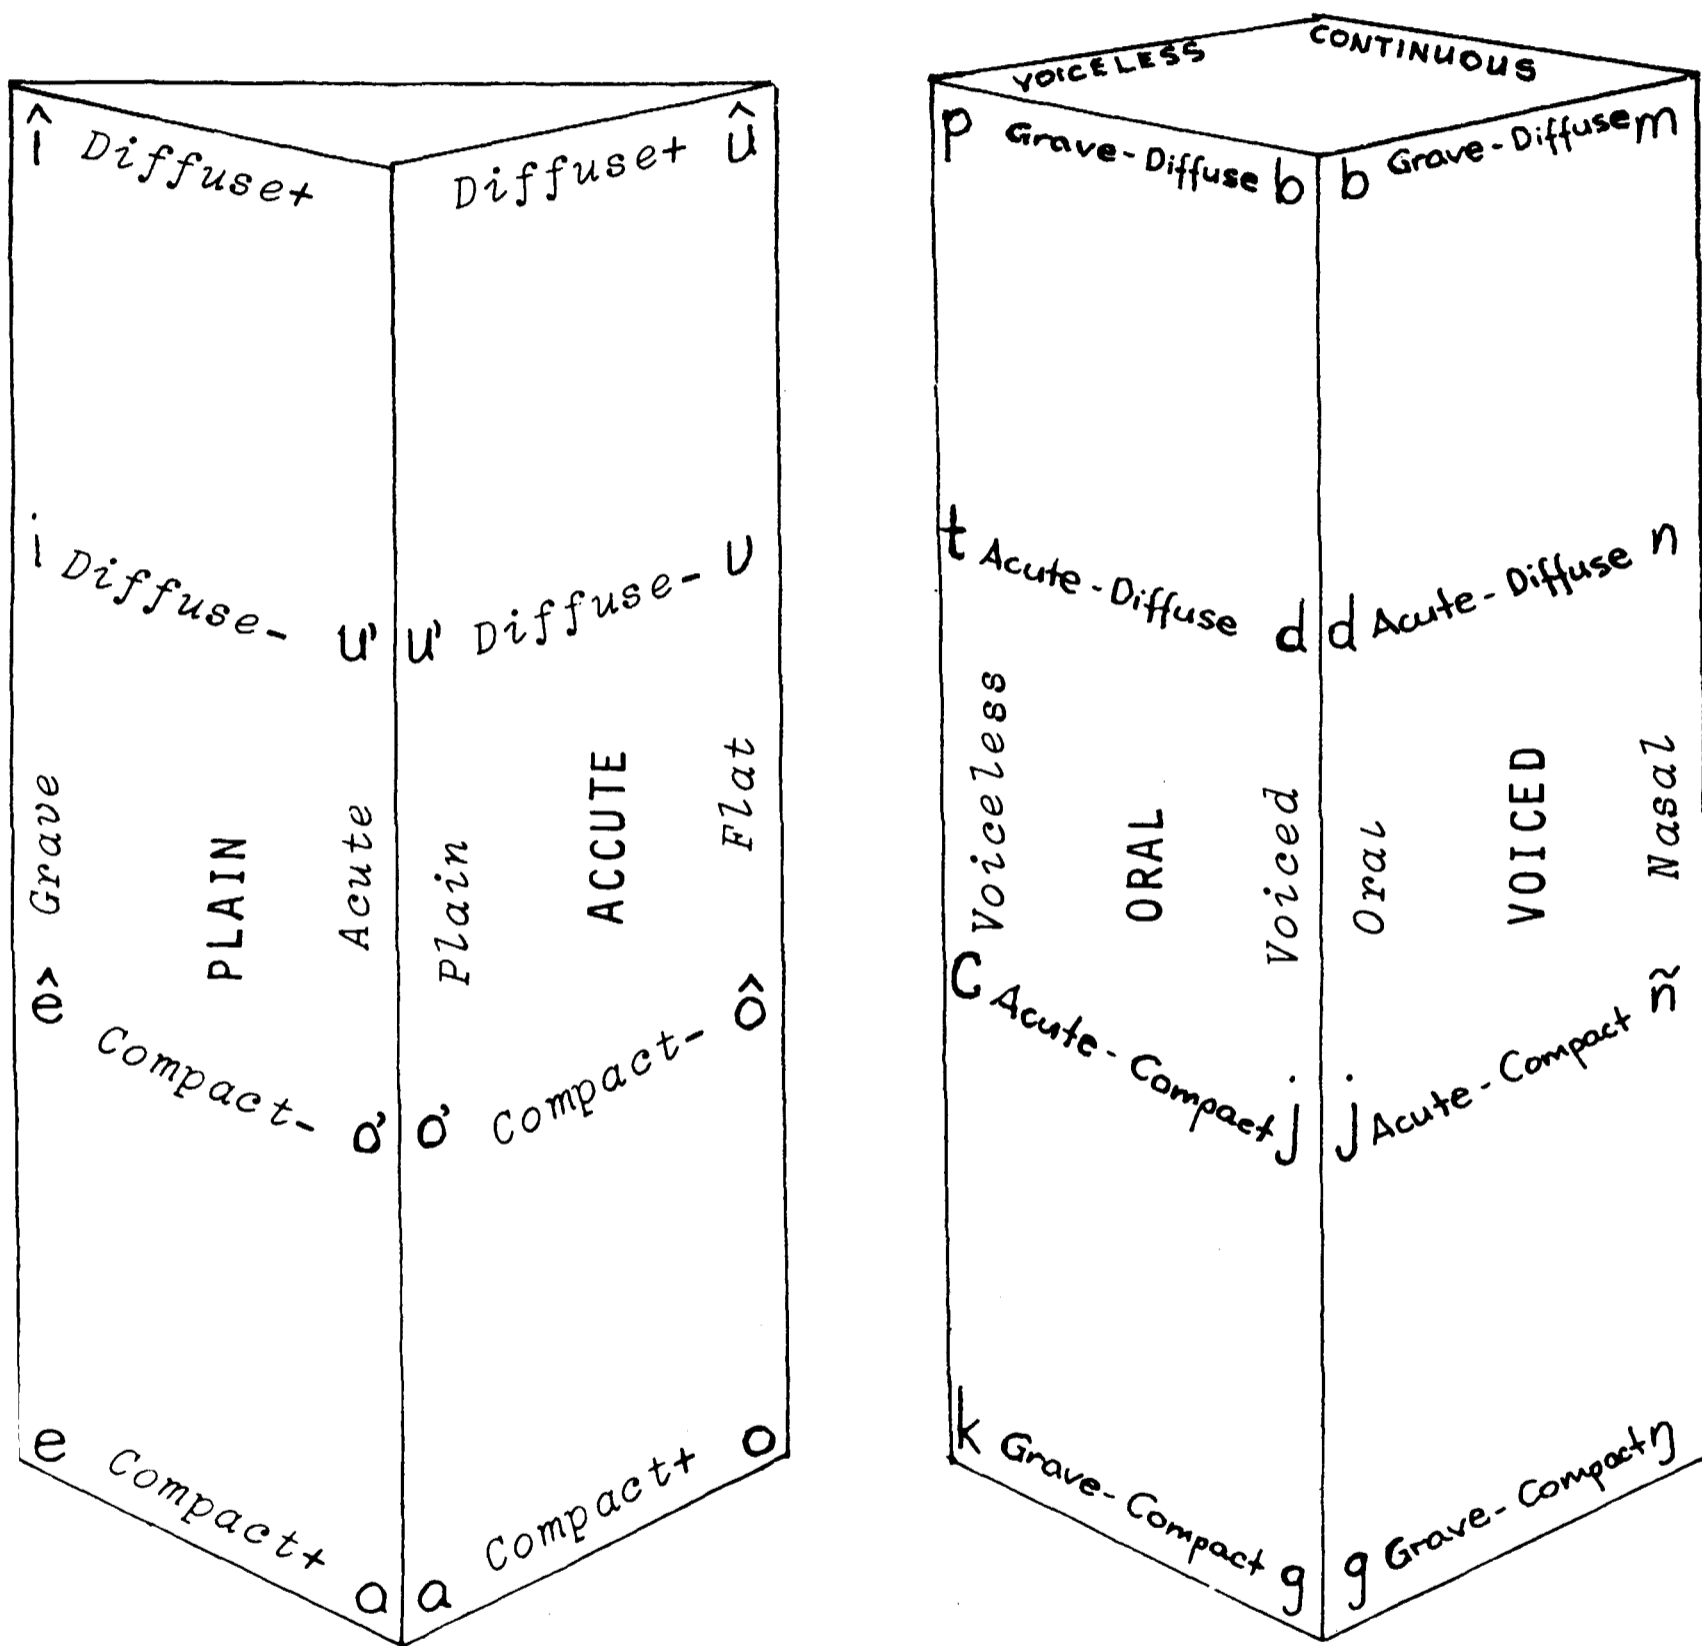 î Diffuse+
Diffuse+ û
i Diffuse- u'
u' Diffuse- U
Grave
PLAIN
Acute
Plain
ACCUTE
Flat
ê Compact- o'
o' Compact- ô
e Compact+ a
a Compact+ o
VOICELESS
CONTINUOUS
p Grave-Diffuse b
b Grave-Diffuse m
t Acute-Diffuse d
d Acute-Diffuse n
Voiceless
ORAL
Voiced
Oral
VOICED
Nasal
C Acute-Compact j
j Acute-Compact ñ
k Grave-Compact g
g Grave-Compact ŋ